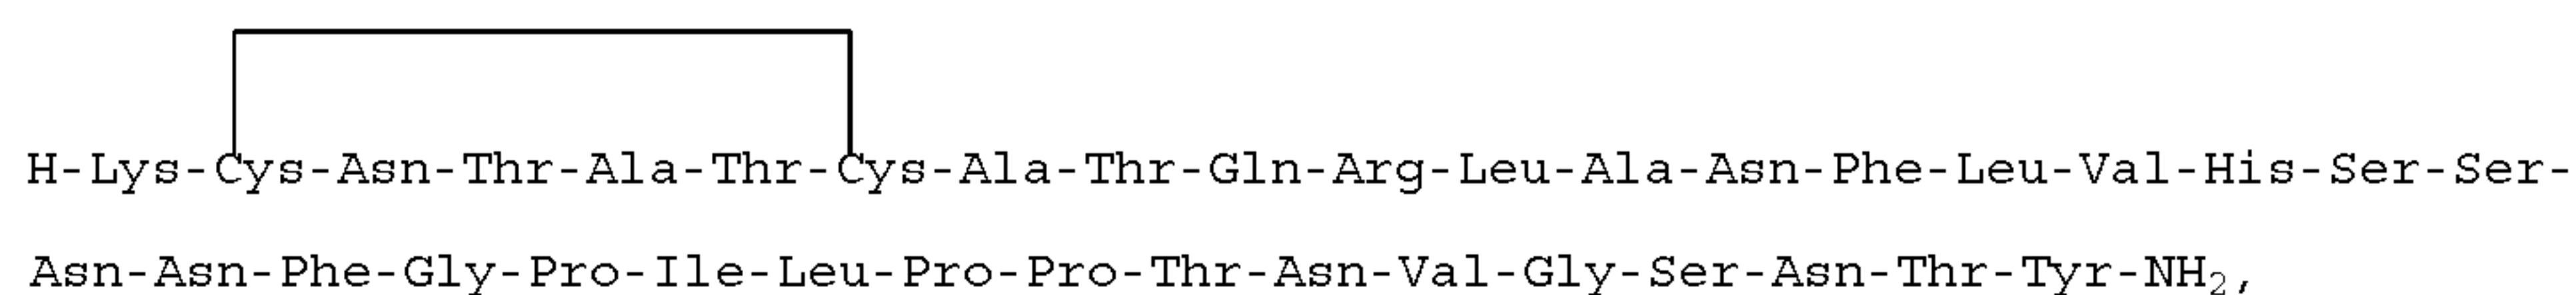 H-Lys-Cys-Asn-Thr-Ala-Thr-Cys-Ala-Thr-Gln-Arg-Leu-Ala-Asn-Phe-Leu-Val-His-Ser-Ser-
Asn-Asn-Phe-Gly-Pro-Ile-Leu-Pro-Pro-Thr-Asn-Val-Gly-Ser-Asn-Thr-Tyr-NH₂,